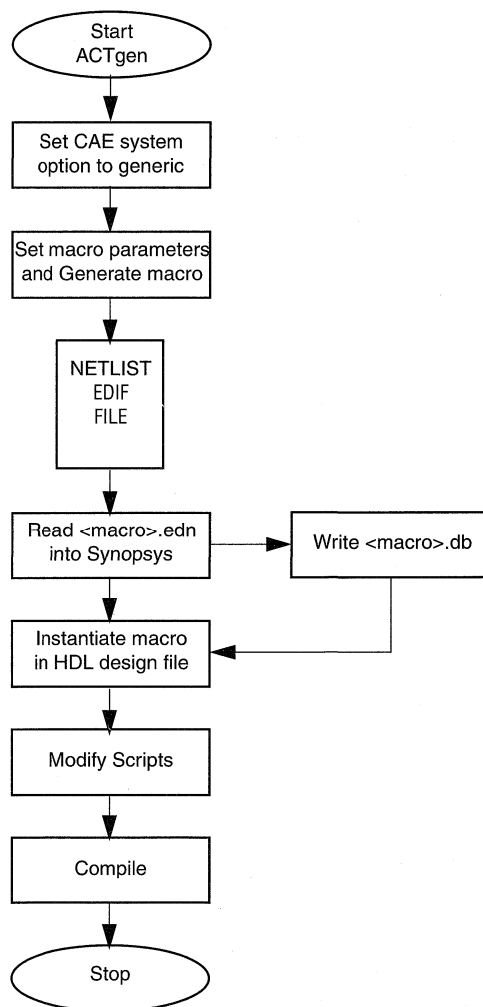 Start
ACTgen
Set CAE system
option to generic
Set macro parameters
and Generate macro
NETLIST
EDIF
FILE
Read <macro>.edn
into Synopsys
Write <macro>.db
Instantiate macro
in HDL design file
Modify Scripts
Compile
Stop